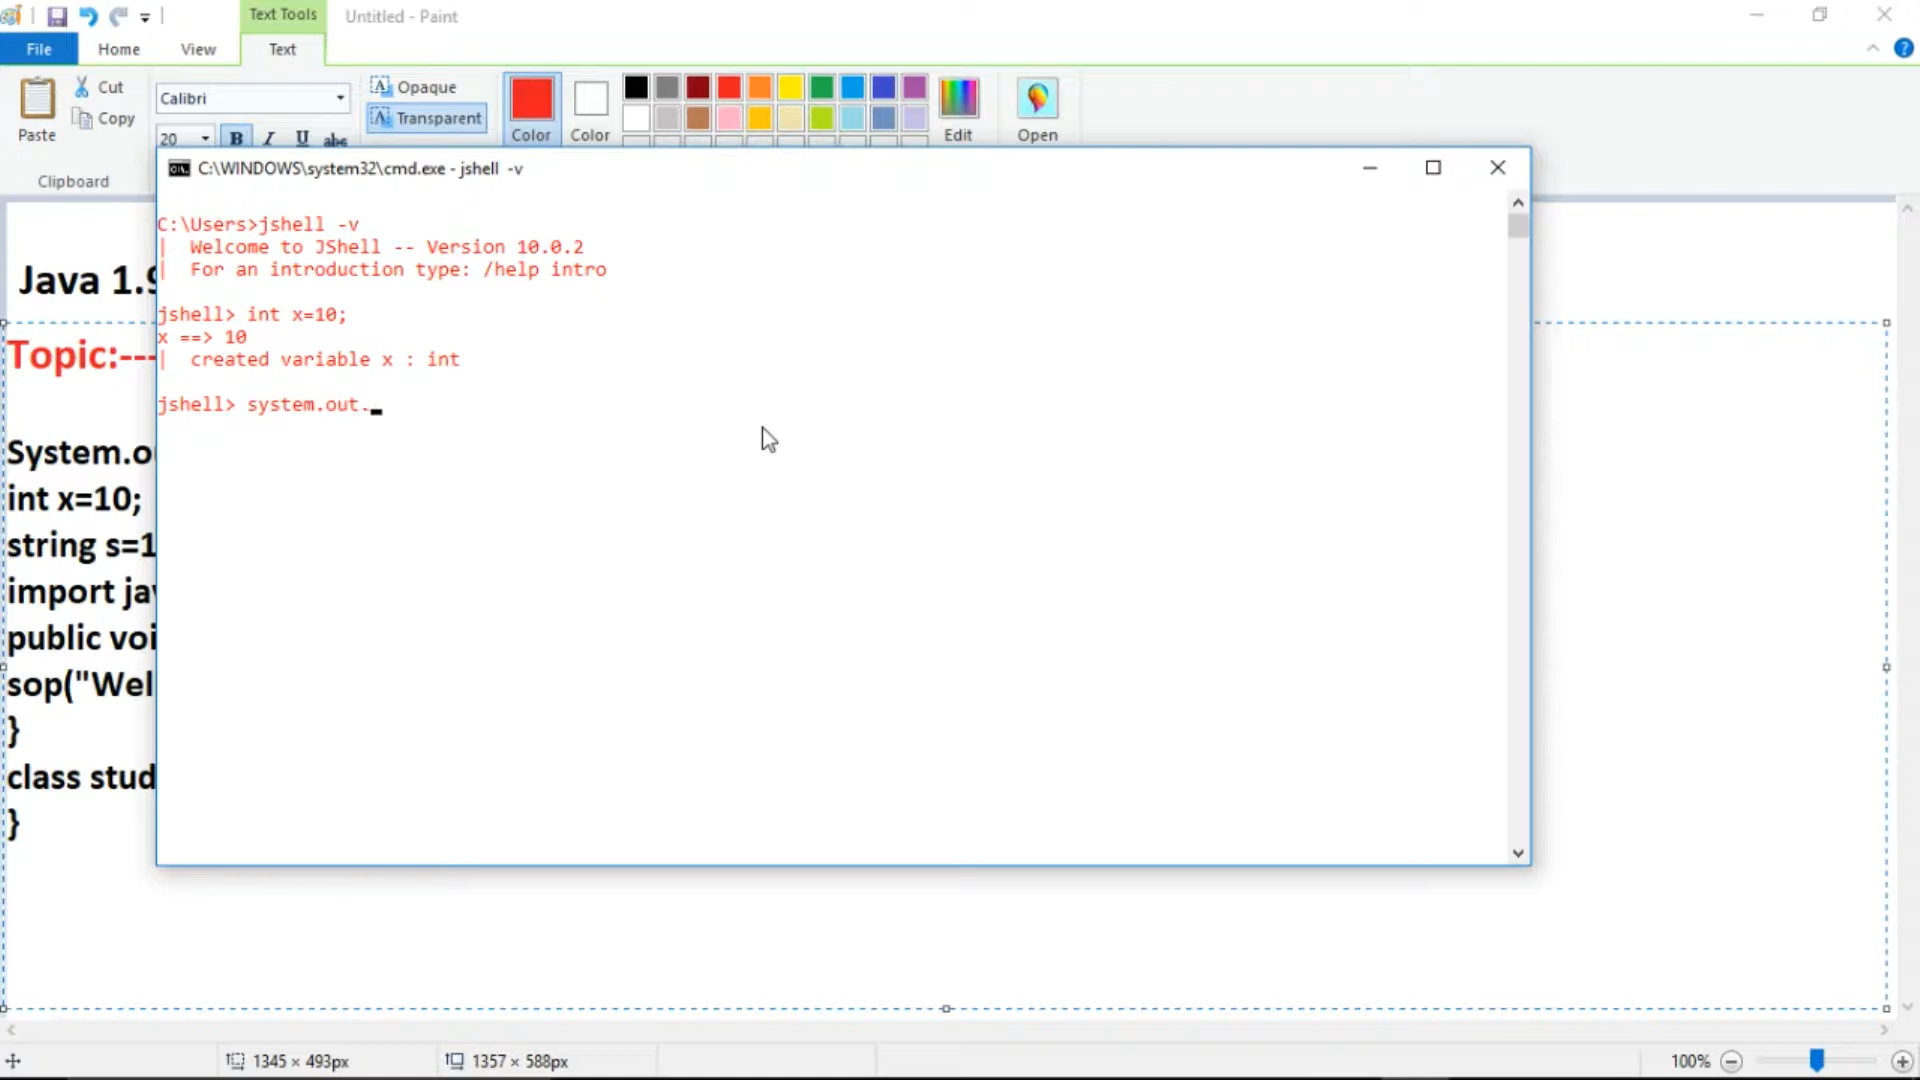 Text Tools
Untitled - Paint
File
Home
View
Text
Paste
Cut
Copy
Clipboard
Calibri
20
B
I
U
abc
Opaque
Transparent
Color
Color
Edit
Open
C:\WINDOWS\system32\cmd.exe - jshell -v
C:\Users>jshell -v
| Welcome to JShell -- Version 10.0.2
| For an introduction type: /help intro
jshell> int x=10;
x ==> 10
| created variable x : int
jshell> system.out._
Java 1.9
Topic:---
System.o
int x=10;
string s=1
import ja
public voi
sop("Wel
}
class stud
}
1345 × 493px
1357 × 588px
100%